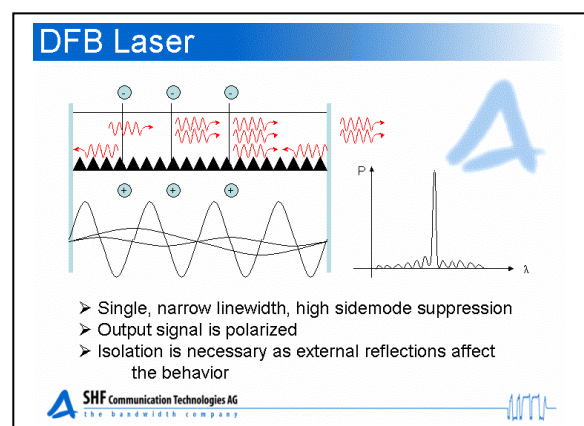 DFB Laser
- - -
+ + +
P
λ
➢ Single, narrow linewidth, high sidemode suppression
➢ Output signal is polarized
➢ Isolation is necessary as external reflections affect
the behavior
SHF Communication Technologies AG
the bandwidth company